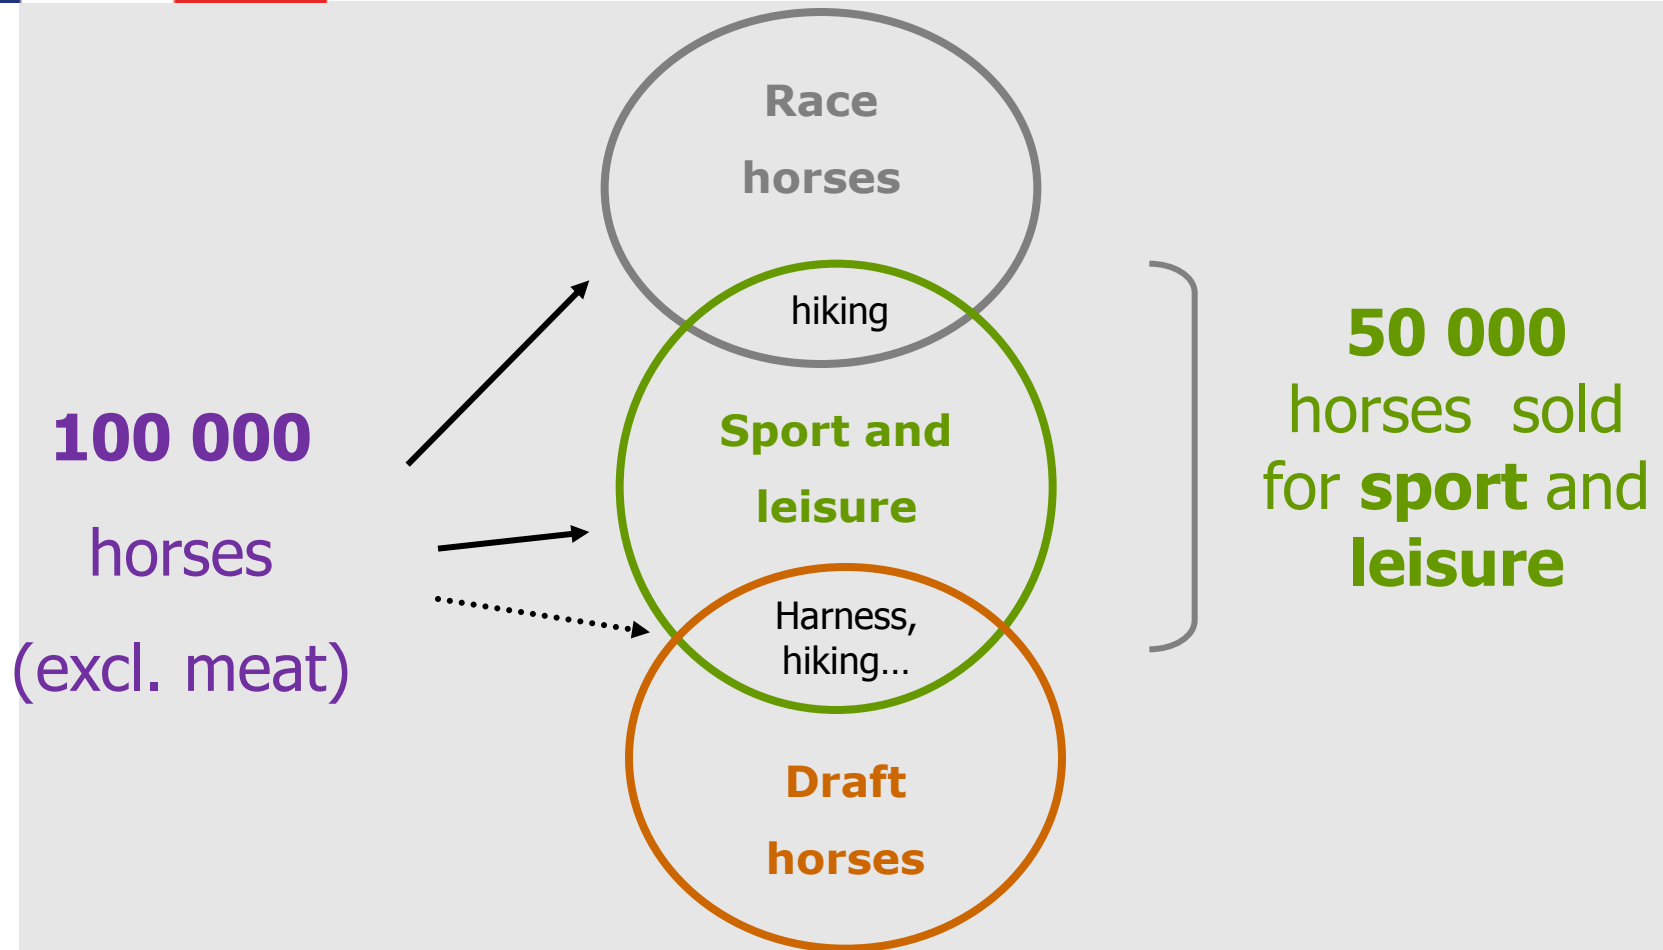 Race
horses
hiking
Sport and
leisure
Harness,
hiking…
Draft
horses
100 000
horses
(excl. meat)
50 000
horses  sold
for sport and
leisure